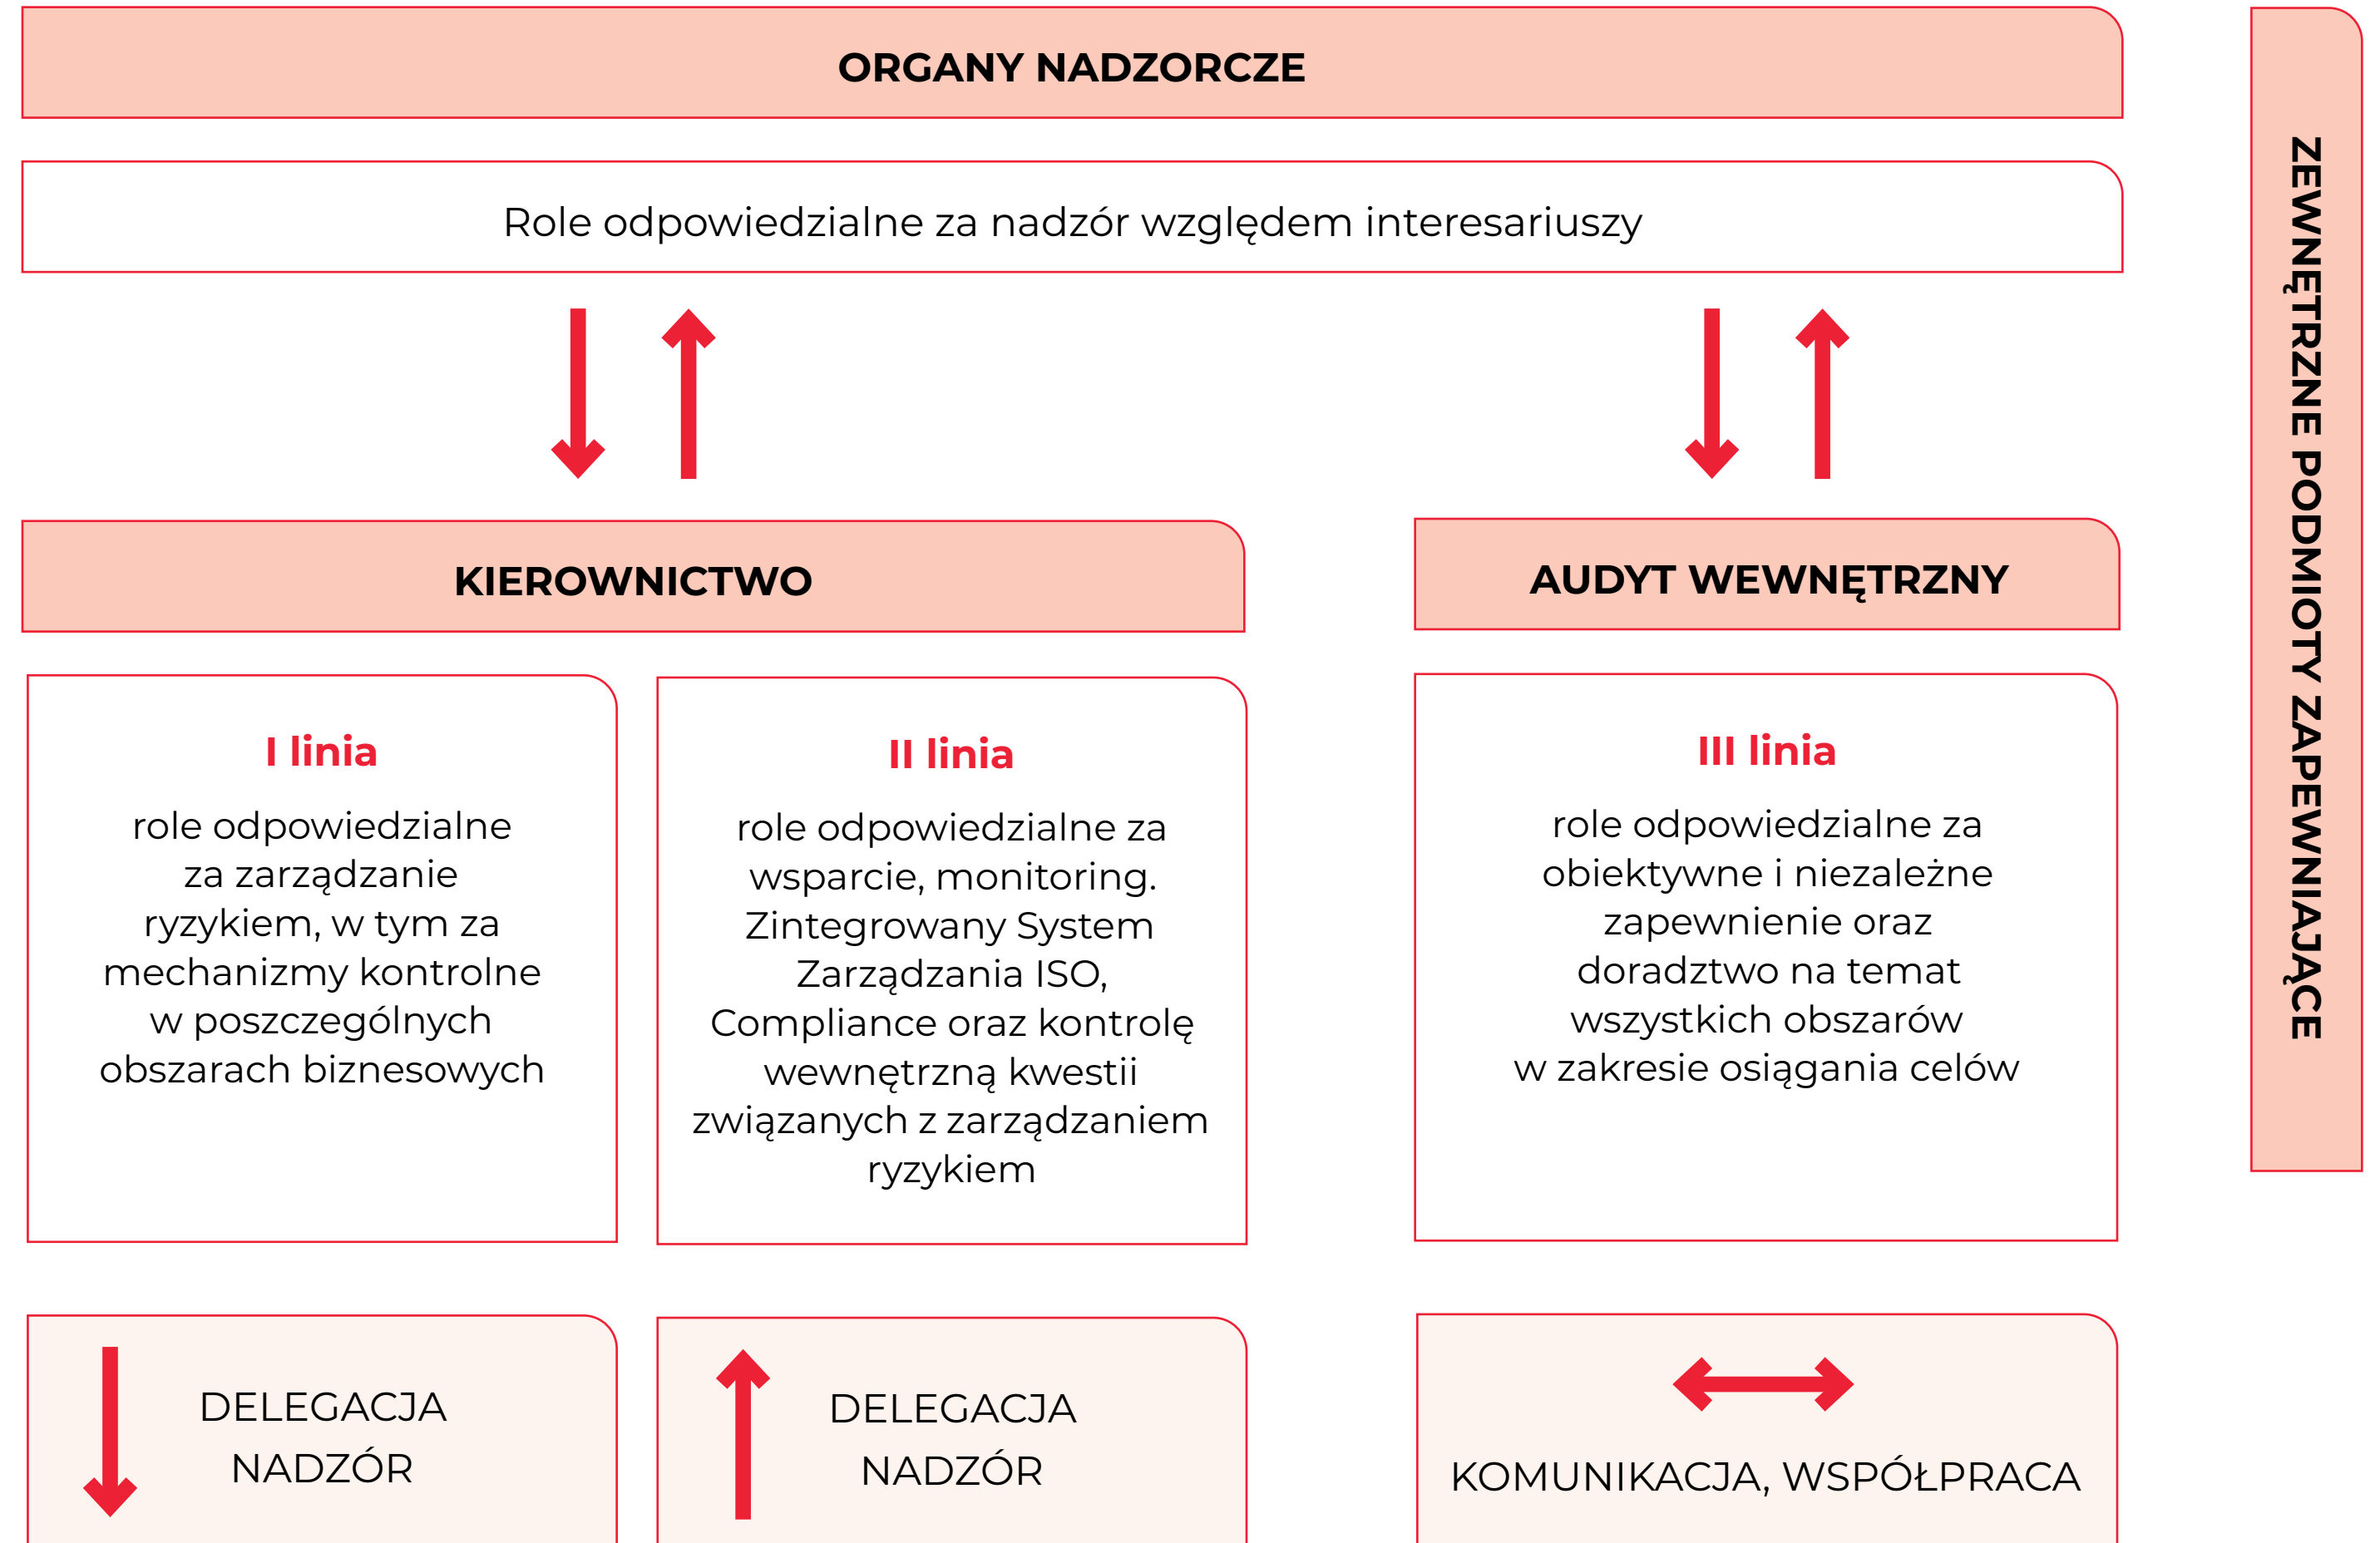 ORGANY NADZORCZE
Role odpowiedzialne za nadzór względem interesariuszy
KIEROWNICTWO
I linia
role odpowiedzialne
za zarządzanie
ryzykiem, w tym za
mechanizmy kontrolne
w poszczególnych
obszarach biznesowych
II linia
role odpowiedzialne za
wsparcie, monitoring.
Zintegrowany System
Zarządzania ISO,
Compliance oraz kontrolę
wewnętrzną kwestii
związanych z zarządzaniem
ryzykiem
AUDYT WEWNĘTRZNY
III linia
role odpowiedzialne za
obiektywne i niezależne
zapewnienie oraz
doradztwo na temat
wszystkich obszarów
w zakresie osiągania celów
DELEGACJA
NADZÓR
DELEGACJA
NADZÓR
KOMUNIKACJA, WSPÓŁPRACA
ZEWNĘTRZNE PODMIOTY ZAPEWNIAJĄCE